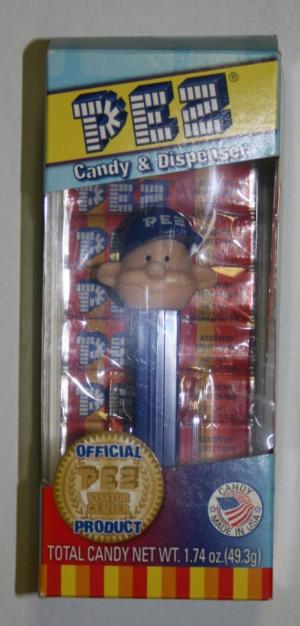 PEZ®
Candy & Dispenser
PEZ
ASSORTED
OFFICIAL
PEZ
VISITOR
CENTER
PRODUCT
CANDY
MADE IN USA
TOTAL CANDY NET WT. 1.74 oz.(49.3g)